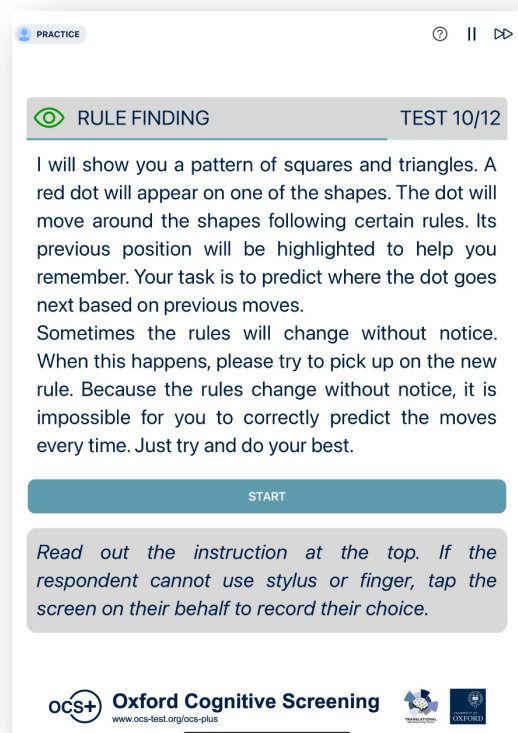 PRACTICE
RULE FINDING TEST 10/12
I will show you a pattern of squares and triangles. A
red dot will appear on one of the shapes. The dot will
move around the shapes following certain rules. Its
previous position will be highlighted to help you
remember. Your task is to predict where the dot goes
next based on previous moves.
Sometimes the rules will change without notice.
When this happens, please try to pick up on the new
rule. Because the rules change without notice, it is
impossible for you to correctly predict the moves
every time. Just try and do your best.
START
Read out the instruction at the top. If the
respondent cannot use stylus or finger, tap the
screen on their behalf to record their choice.
ocs+ Oxford Cognitive Screening
www.ocs-test.org/ocs-plus
TRANSLATIONAL
UNIVERSITY OF
OXFORD